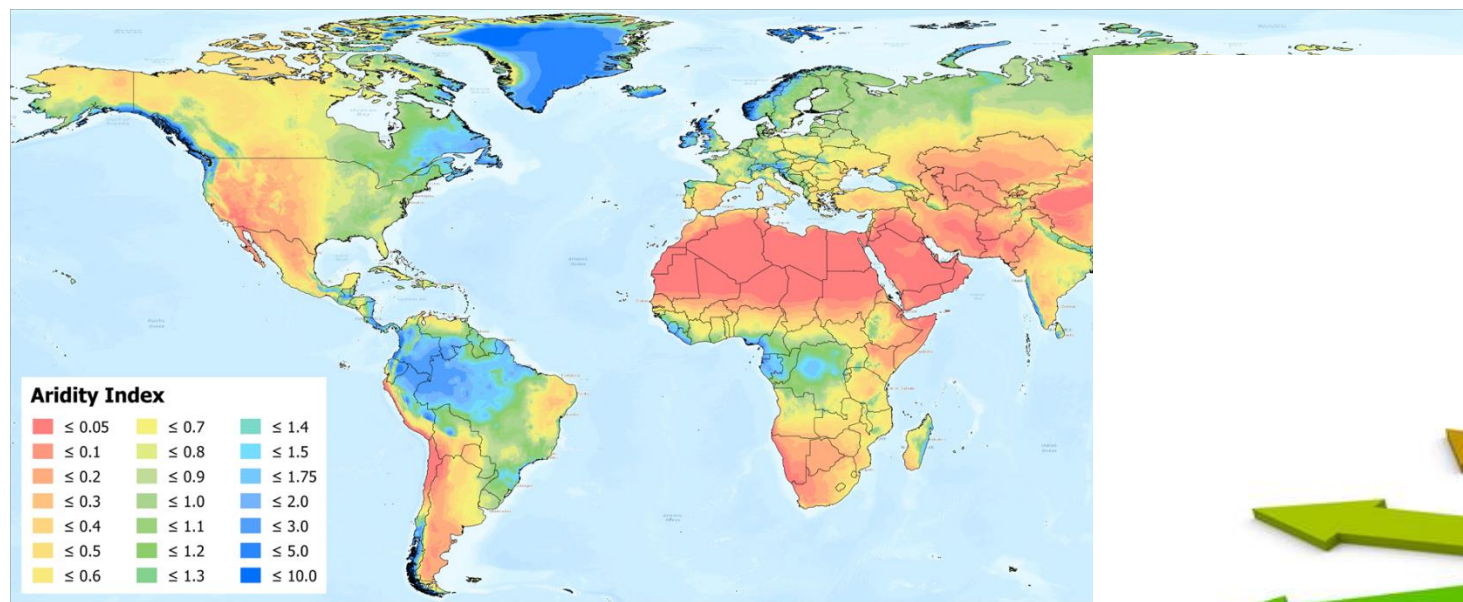 Aridity Index
≤ 0.05 ≤ 0.7 ≤ 1.4
≤ 0.1 ≤ 0.8 ≤ 1.5
≤ 0.2 ≤ 0.9 ≤ 1.75
≤ 0.3 ≤ 1.0 ≤ 2.0
≤ 0.4 ≤ 1.1 ≤ 3.0
≤ 0.5 ≤ 1.2 ≤ 5.0
≤ 0.6 ≤ 1.3 ≤ 10.0